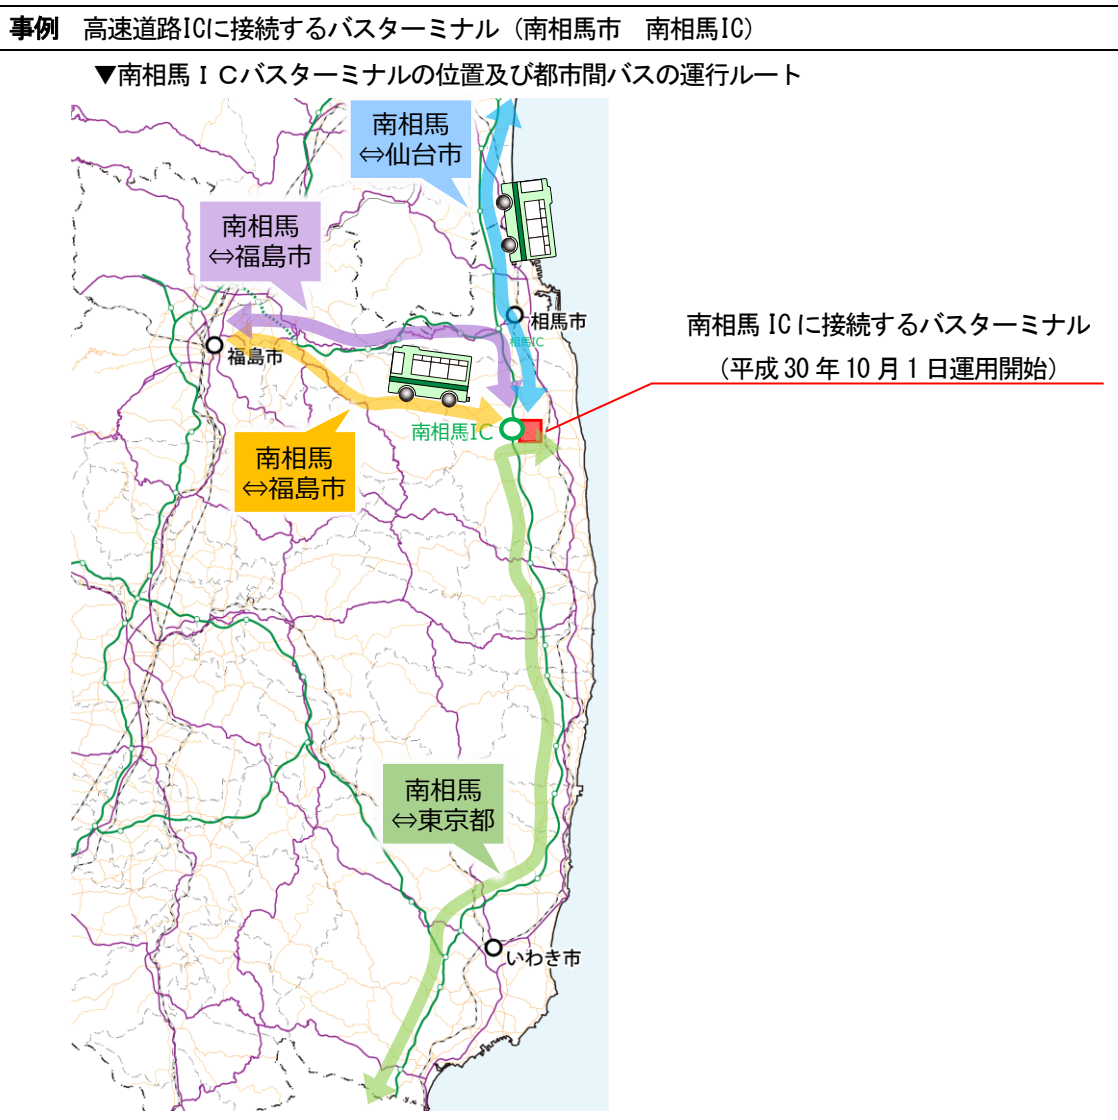 事例　高速道路ICに接続するバスターミナル（南相馬市　南相馬IC）
▼南相馬ＩＣバスターミナルの位置及び都市間バスの運行ルート
南相馬
⇔仙台市
南相馬
⇔福島市
相馬市
相馬IC
福島市
南相馬 IC に接続するバスターミナル
（平成 30 年 10 月 1 日運用開始）
南相馬IC
南相馬
⇔福島市
南相馬
⇔東京都
いわき市